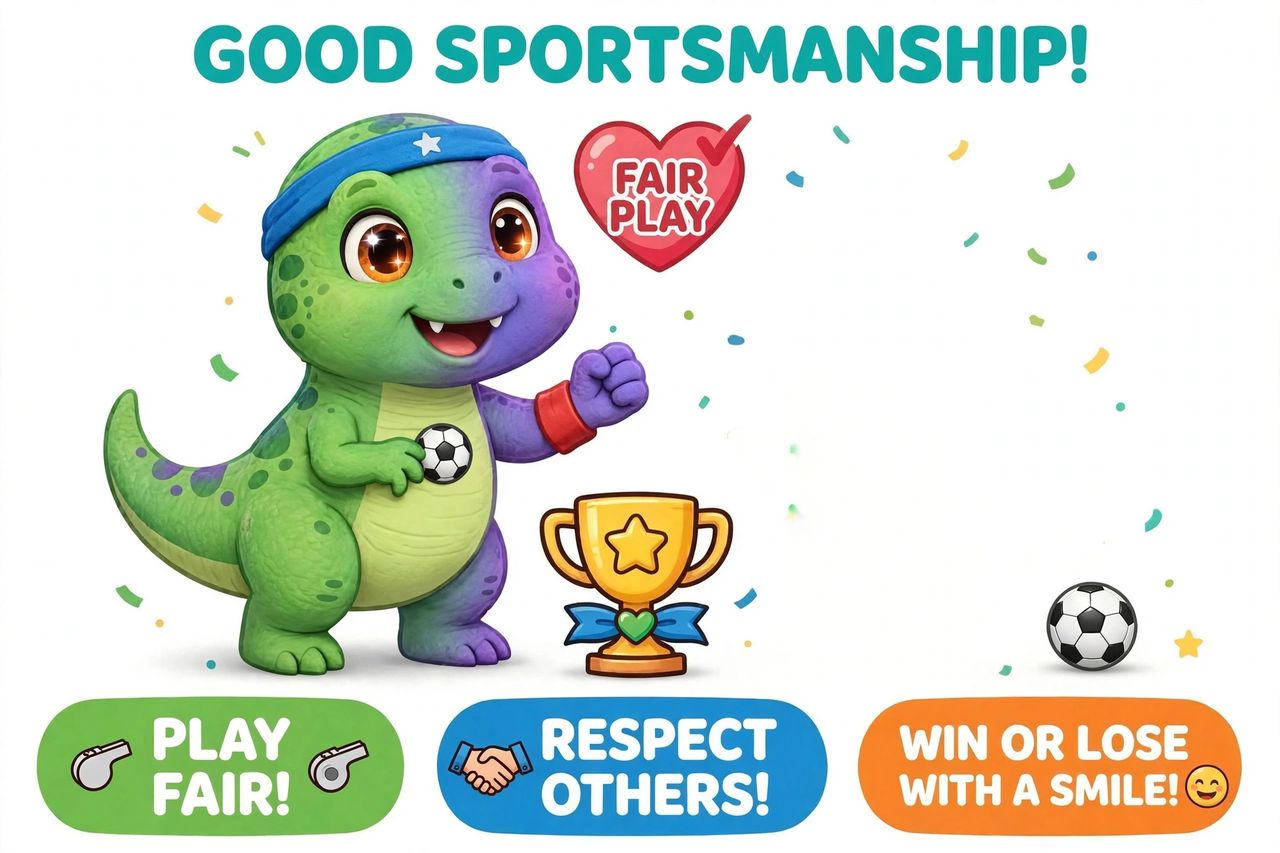 GOOD SPORTSMANSHIP!
FAIR
PLAY
PLAY
FAIR!
RESPECT
OTHERS!
WIN OR LOSE
WITH A SMILE!